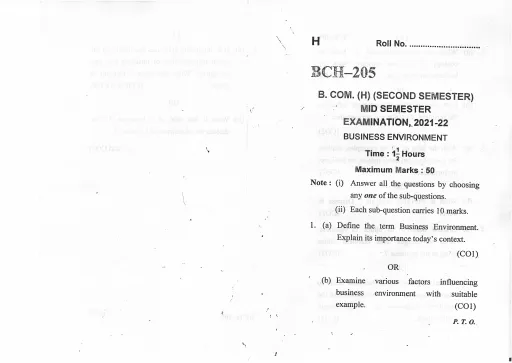 H Roll No. ................................
BCH–205
B. COM. (H) (SECOND SEMESTER)
MID SEMESTER
EXAMINATION, 2021-22
BUSINESS ENVIRONMENT
Time : 1½ Hours
Maximum Marks : 50
Note : (i) Answer all the questions by choosing
any one of the sub-questions.
(ii) Each sub-question carries 10 marks.
1. (a) Define the term Business Environment.
Explain its importance today's context.
(CO1)
OR
(b) Examine various factors influencing
business environment with suitable
example. (CO1)
P. T. O.